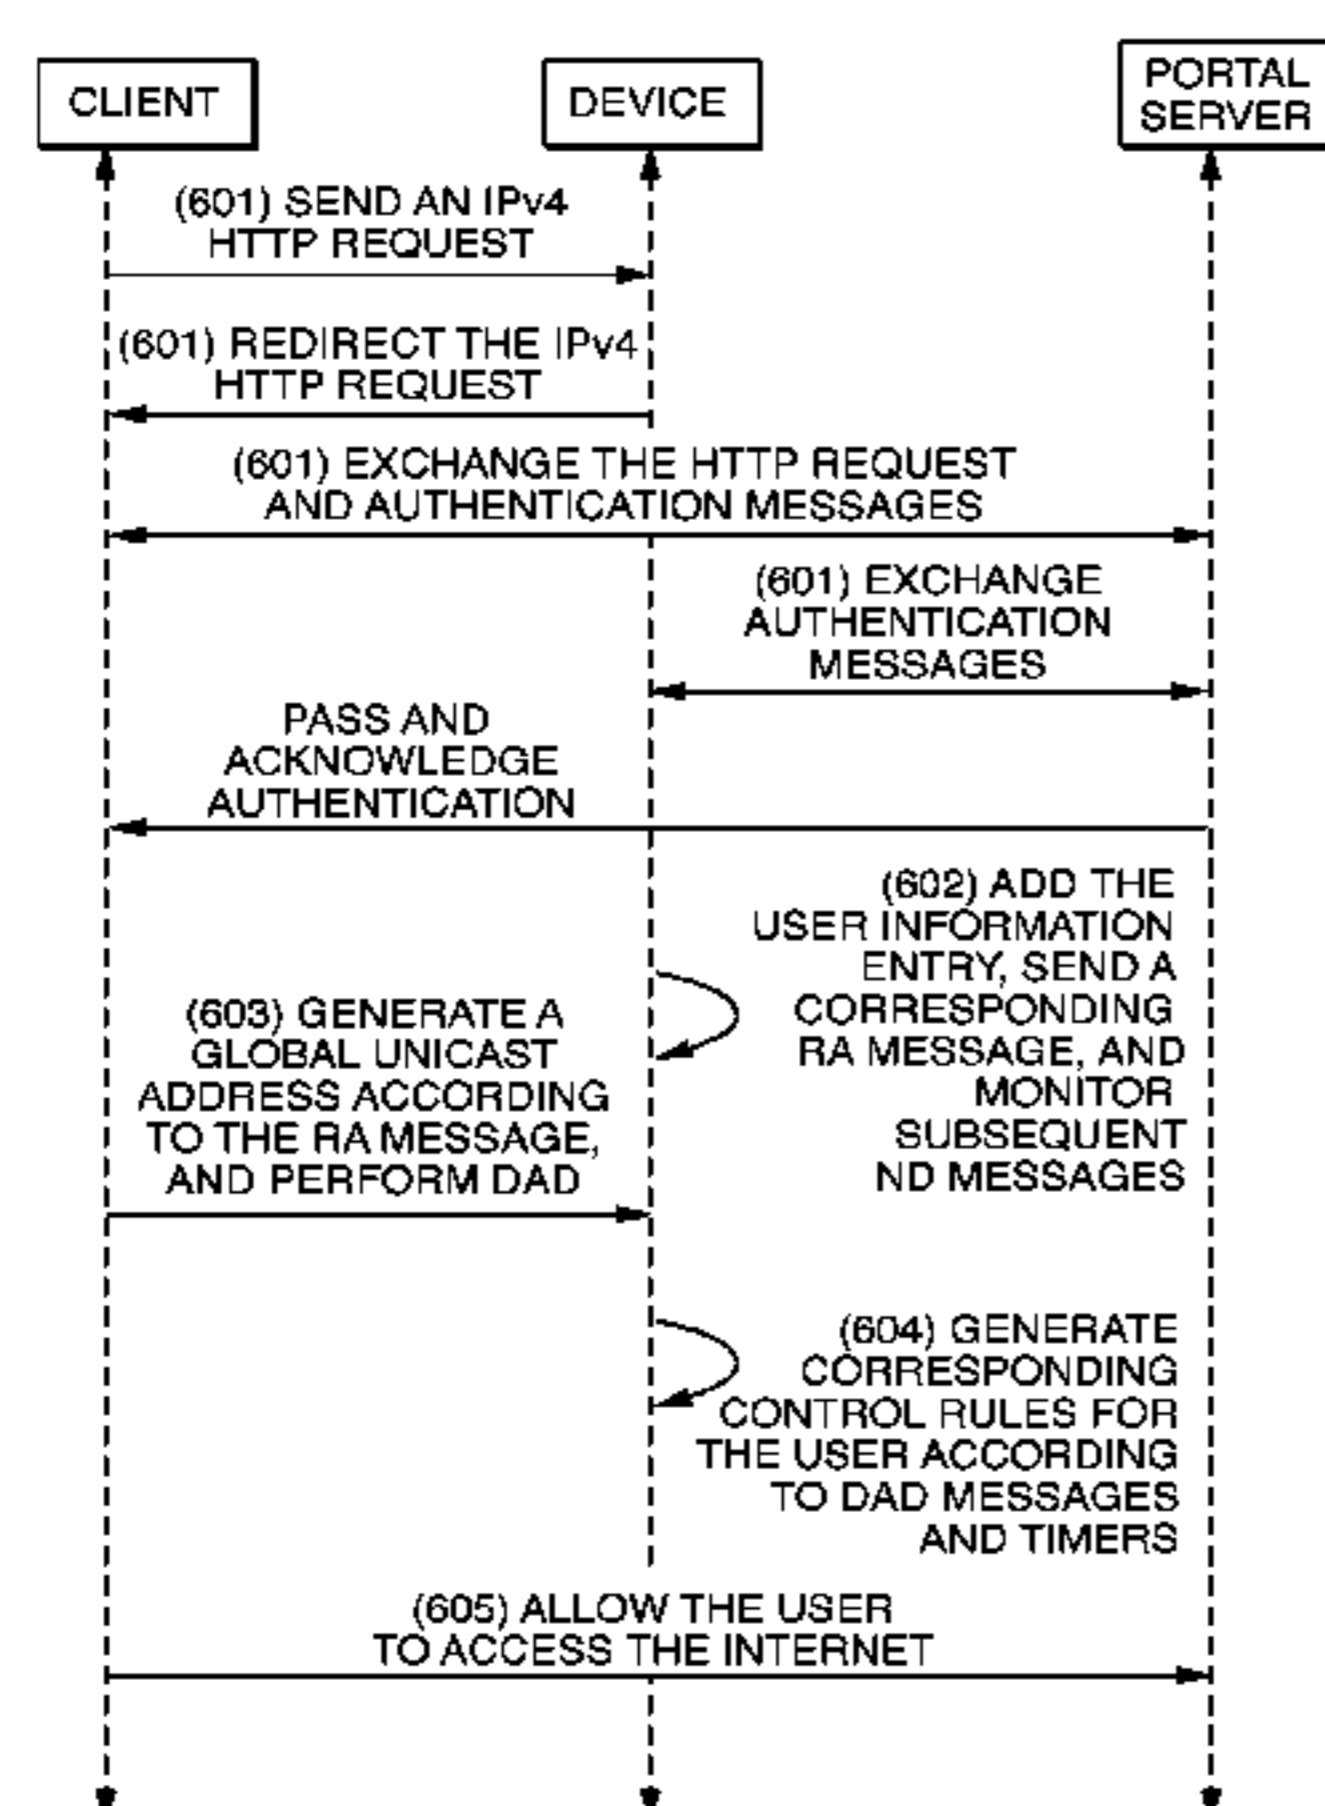 CLIENT
DEVICE
PORTAL
SERVER
(601) SEND AN IPv4
HTTP REQUEST
(601) REDIRECT THE IPv4
HTTP REQUEST
(601) EXCHANGE THE HTTP REQUEST
AND AUTHENTICATION MESSAGES
(601) EXCHANGE
AUTHENTICATION
MESSAGES
PASS AND
ACKNOWLEDGE
AUTHENTICATION
(602) ADD THE
USER INFORMATION
ENTRY, SEND A
CORRESPONDING
RA MESSAGE, AND
MONITOR
SUBSEQUENT
ND MESSAGES
(603) GENERATE A
GLOBAL UNICAST
ADDRESS ACCORDING
TO THE RA MESSAGE,
AND PERFORM DAD
(604) GENERATE
CORRESPONDING
CONTROL RULES FOR
THE USER ACCORDING
TO DAD MESSAGES
AND TIMERS
(605) ALLOW THE USER
TO ACCESS THE INTERNET